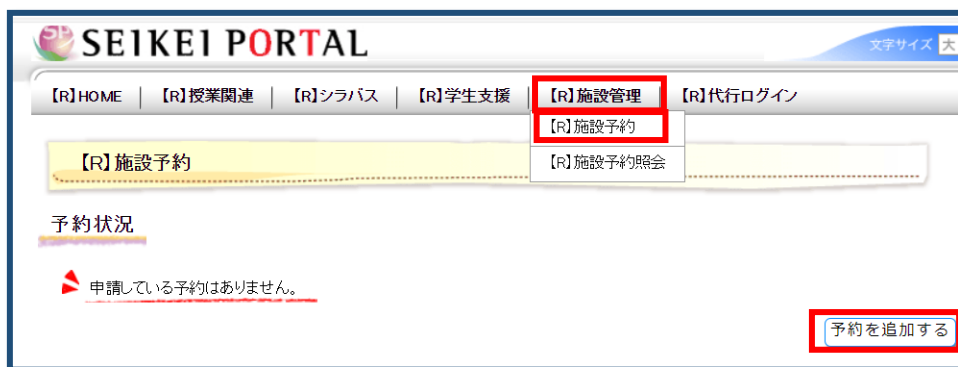 SP SEIKEI PORTAL
文字サイズ 大
【R】HOME | 【R】授業関連 | 【R】シラバス | 【R】学生支援 | 【R】施設管理 | 【R】代行ログイン
【R】施設予約
【R】施設予約照会
【R】施設予約
予約状況
申請している予約はありません。
予約を追加する